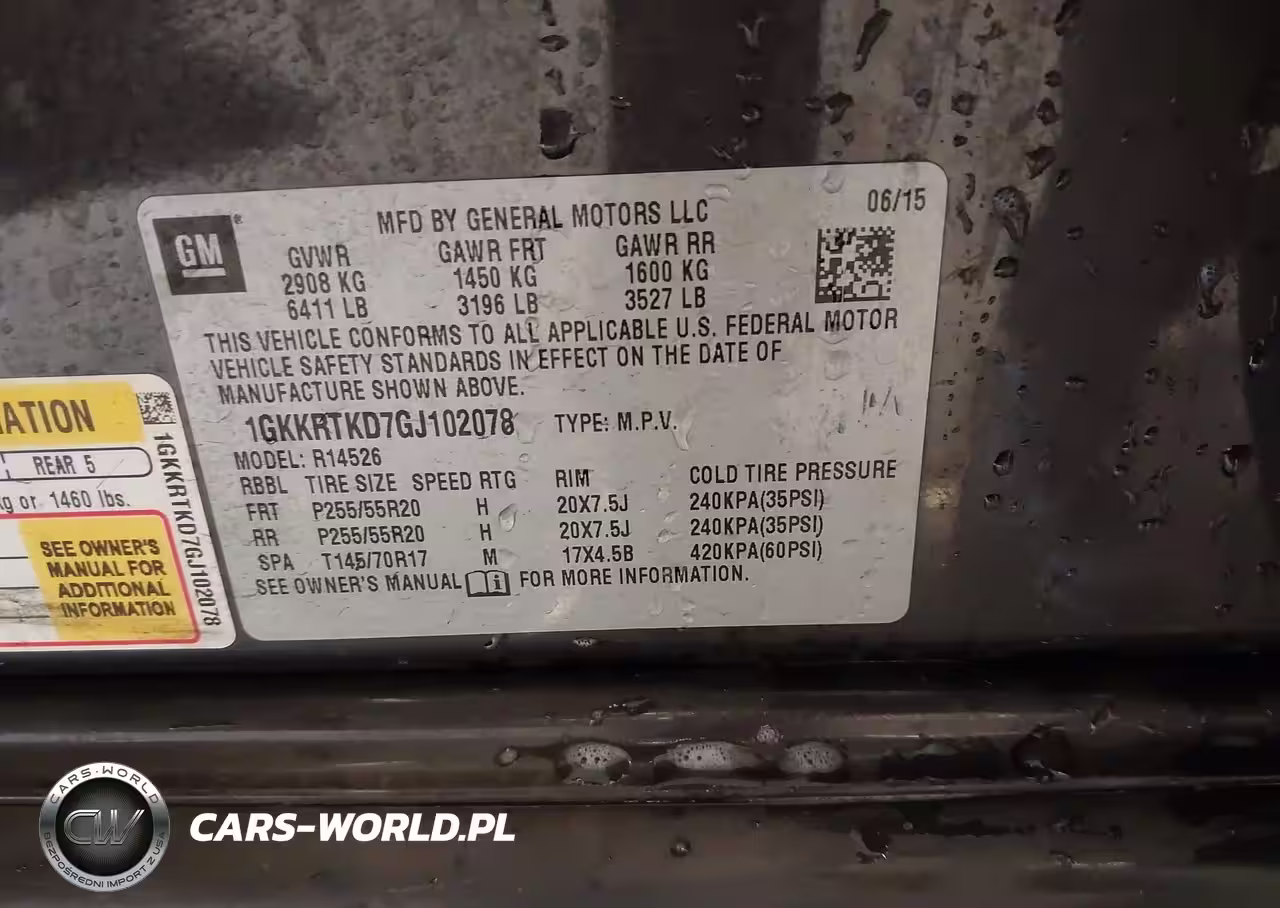 GM
®
MFD BY GENERAL MOTORS LLC
06/15
GVWR GAWR FRT GAWR RR
2908 KG 1450 KG 1600 KG
6411 LB 3196 LB 3527 LB
THIS VEHICLE CONFORMS TO ALL APPLICABLE U.S. FEDERAL MOTOR
VEHICLE SAFETY STANDARDS IN EFFECT ON THE DATE OF
MANUFACTURE SHOWN ABOVE.
1GKKRTKD7GJ102078 TYPE: M.P.V.
MODEL: R14526
RBBL TIRE SIZE SPEED RTG RIM COLD TIRE PRESSURE
FRT P255/55R20 H 20X7.5J 240KPA(35PSI)
RR P255/55R20 H 20X7.5J 240KPA(35PSI)
SPA T145/70R17 M 17X4.5B 420KPA(60PSI)
SEE OWNER'S MANUAL FOR MORE INFORMATION.
ATION
REAR 5
kg or 1460 lbs.
SEE OWNER'S
MANUAL FOR
ADDITIONAL
INFORMATION
1GKKRTKD7GJ102078
CARS-WORLD
CW
BEZPOŚREDNI IMPORT Z USA
CARS-WORLD.PL